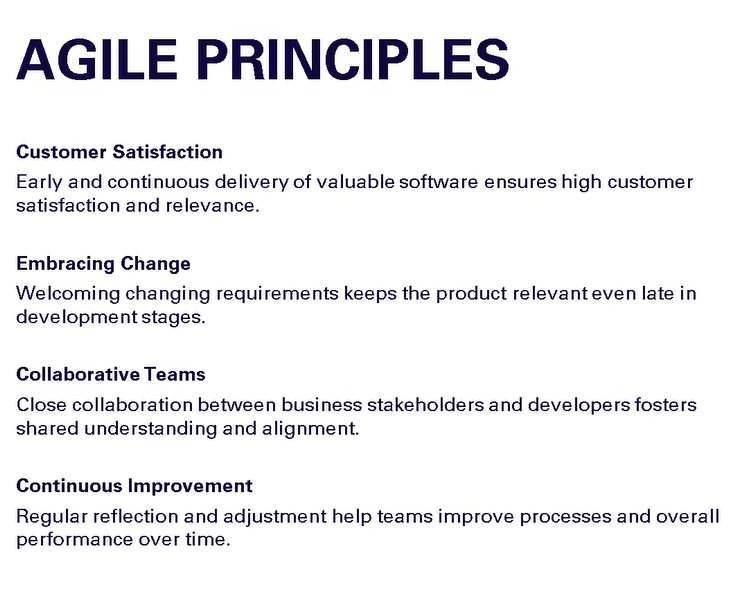 AGILE PRINCIPLES
Customer Satisfaction
Early and continuous delivery of valuable software ensures high customer
satisfaction and relevance.
Embracing Change
Welcoming changing requirements keeps the product relevant even late in
development stages.
Collaborative Teams
Close collaboration between business stakeholders and developers fosters
shared understanding and alignment.
Continuous Improvement
Regular reflection and adjustment help teams improve processes and overall
performance over time.